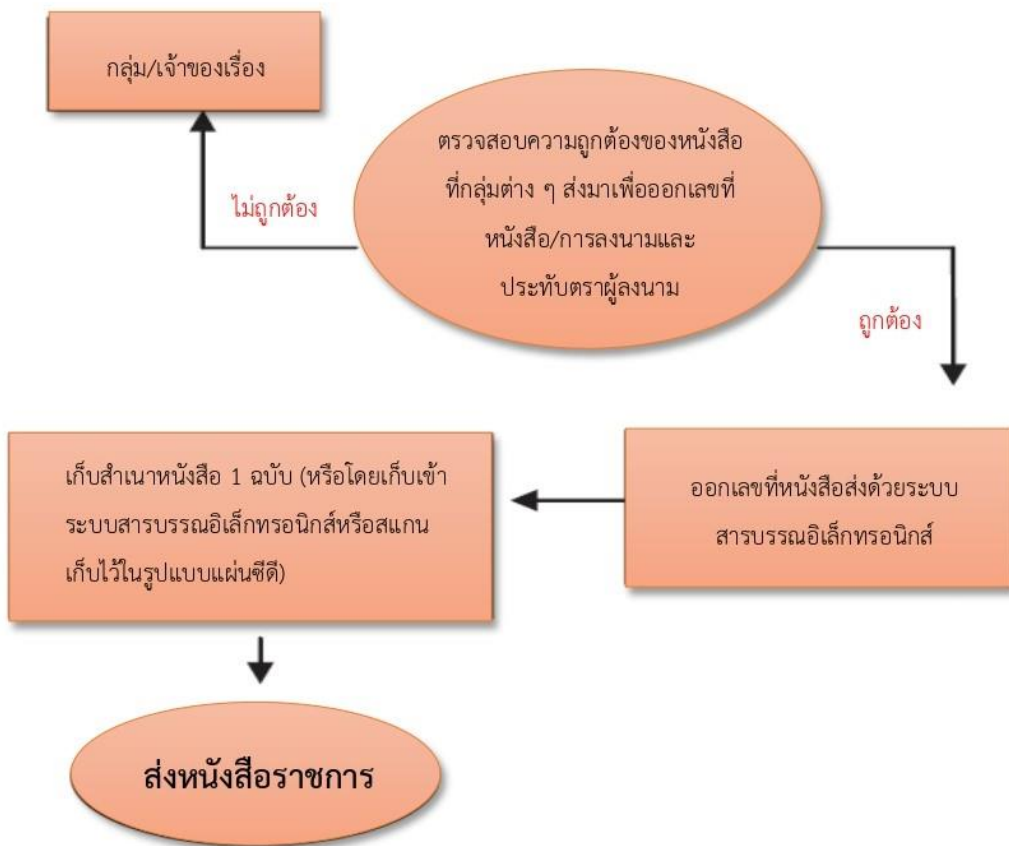 กลุ่ม/เจ้าของเรื่อง
ตรวจสอบความถูกต้องของหนังสือ
ที่กลุ่มต่าง ๆ ส่งมาเพื่อออกเลขที่
หนังสือ/การลงนามและ
ประทับตราผู้ลงนาม
ไม่ถูกต้อง
ถูกต้อง
ออกเลขที่หนังสือส่งด้วยระบบ
สารบรรณอิเล็กทรอนิกส์
เก็บสำเนาหนังสือ 1 ฉบับ (หรือโดยเก็บเข้า
ระบบสารบรรณอิเล็กทรอนิกส์หรือสแกน
เก็บไว้ในรูปแบบแผ่นซีดี)
ส่งหนังสือราชการ